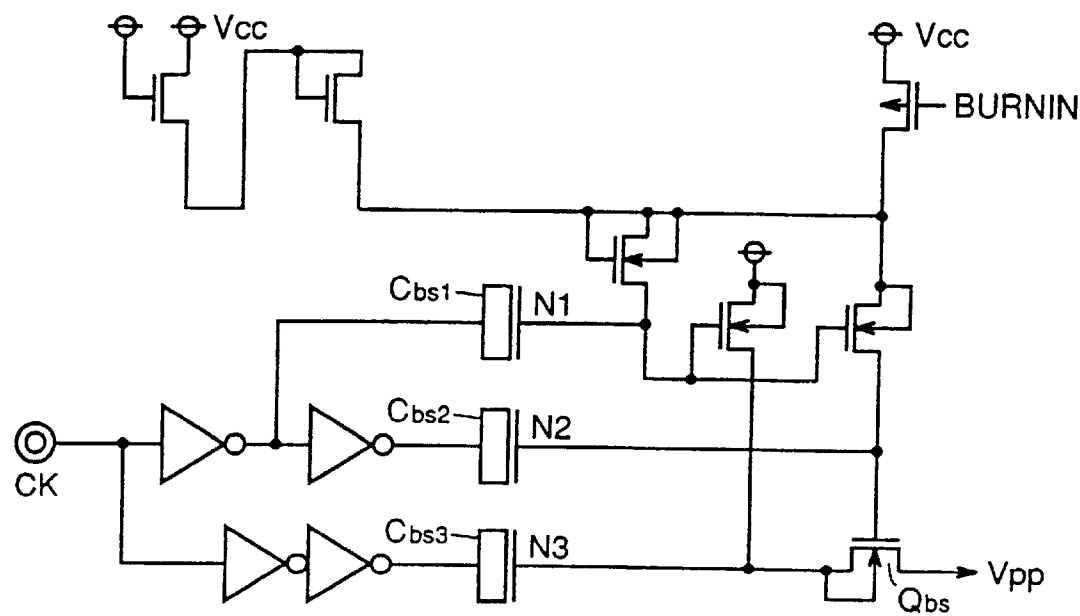 Vcc
Vcc
BURNIN
Cbs1
N1
Cbs2
N2
CK
Cbs3
N3
Vpp
Qbs